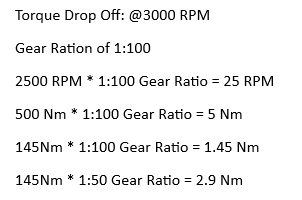 Torque Drop Off: @3000 RPM
Gear Ration of 1:100
2500 RPM * 1:100 Gear Ratio = 25 RPM
500 Nm * 1:100 Gear Ratio = 5 Nm
145Nm * 1:100 Gear Ratio = 1.45 Nm
145Nm * 1:50 Gear Ratio = 2.9 Nm